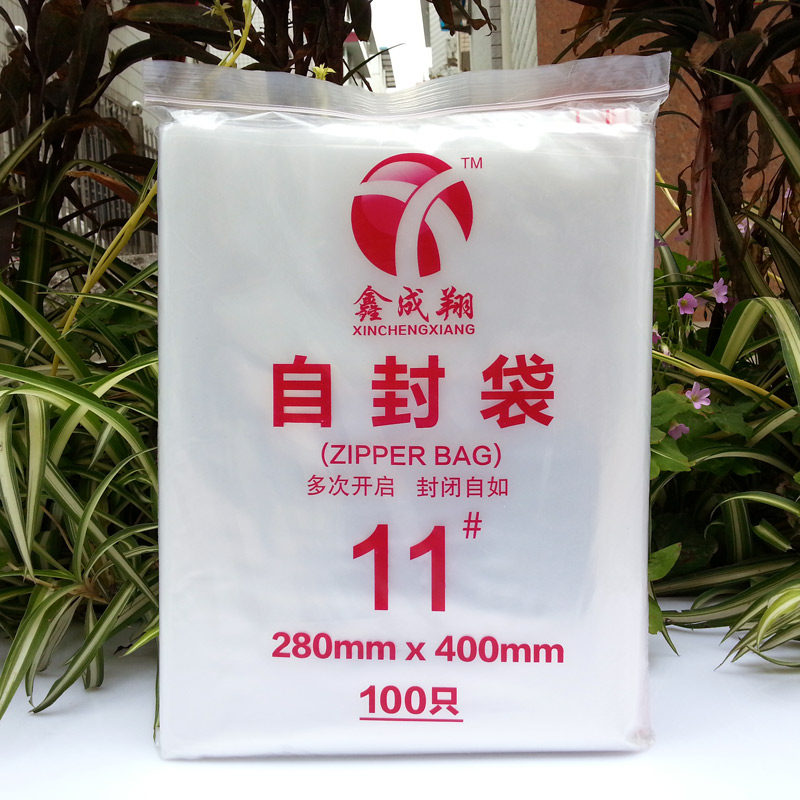 TM
鑫成翔
XINCHENGXIANG
自封袋
(ZIPPER BAG)
多次开启 封闭自如
11#
280mm x 400mm
100只